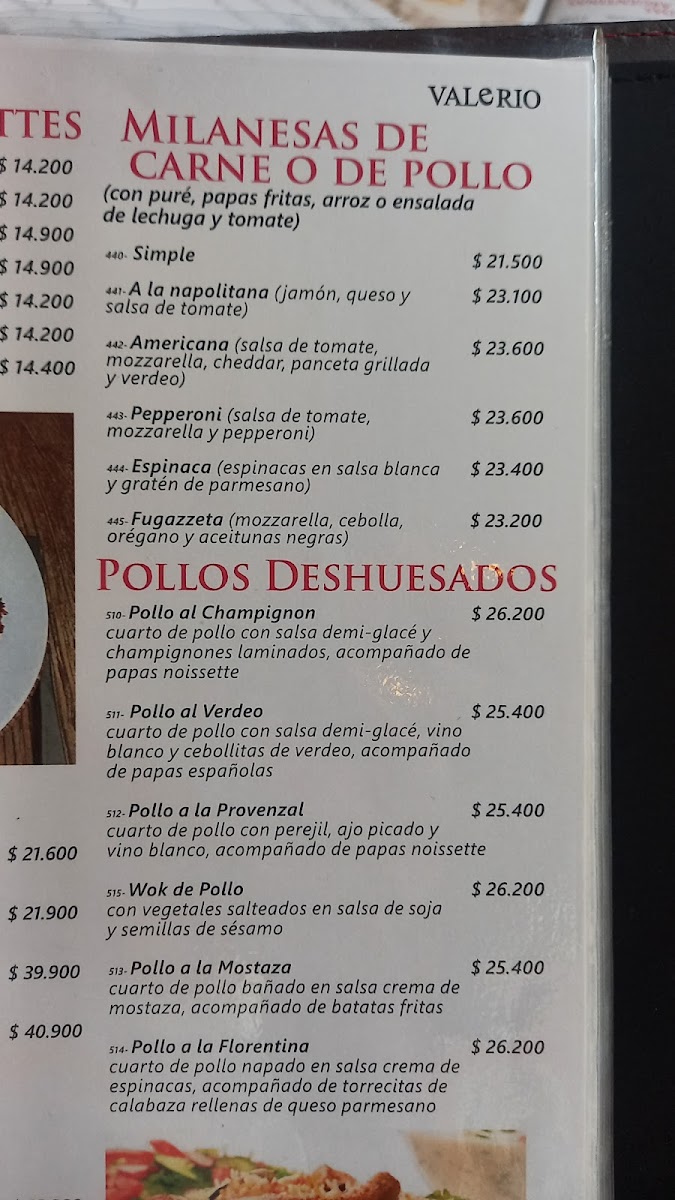 VALeRIO
TTES
$ 14.200
$ 14.200
$ 14.900
$ 14.900
$ 14.200
$ 14.200
$ 14.400
$ 21.600
$ 21.900
$ 39.900
$ 40.900
MILANESAS DE
CARNE O DE POLLO
(con puré, papas fritas, arroz o ensalada
de lechuga y tomate)
440- Simple $ 21.500
441- A la napolitana (jamón, queso y $ 23.100
salsa de tomate)
442- Americana (salsa de tomate, $ 23.600
mozzarella, cheddar, panceta grillada
y verdeo)
443- Pepperoni (salsa de tomate, $ 23.600
mozzarella y pepperoni)
444- Espinaca (espinacas en salsa blanca $ 23.400
y gratén de parmesano)
445- Fugazzeta (mozzarella, cebolla, $ 23.200
orégano y aceitunas negras)
POLLOS DESHUESADOS
510- Pollo al Champignon $ 26.200
cuarto de pollo con salsa demi-glacé y
champignones laminados, acompañado de
papas noissette
511- Pollo al Verdeo $ 25.400
cuarto de pollo con salsa demi-glacé, vino
blanco y cebollitas de verdeo, acompañado
de papas españolas
512- Pollo a la Provenzal $ 25.400
cuarto de pollo con perejil, ajo picado y
vino blanco, acompañado de papas noissette
515- Wok de Pollo $ 26.200
con vegetales salteados en salsa de soja
y semillas de sésamo
513- Pollo a la Mostaza $ 25.400
cuarto de pollo bañado en salsa crema de
mostaza, acompañado de batatas fritas
514- Pollo a la Florentina $ 26.200
cuarto de pollo napado en salsa crema de
espinacas, acompañado de torrecitas de
calabaza rellenas de queso parmesano